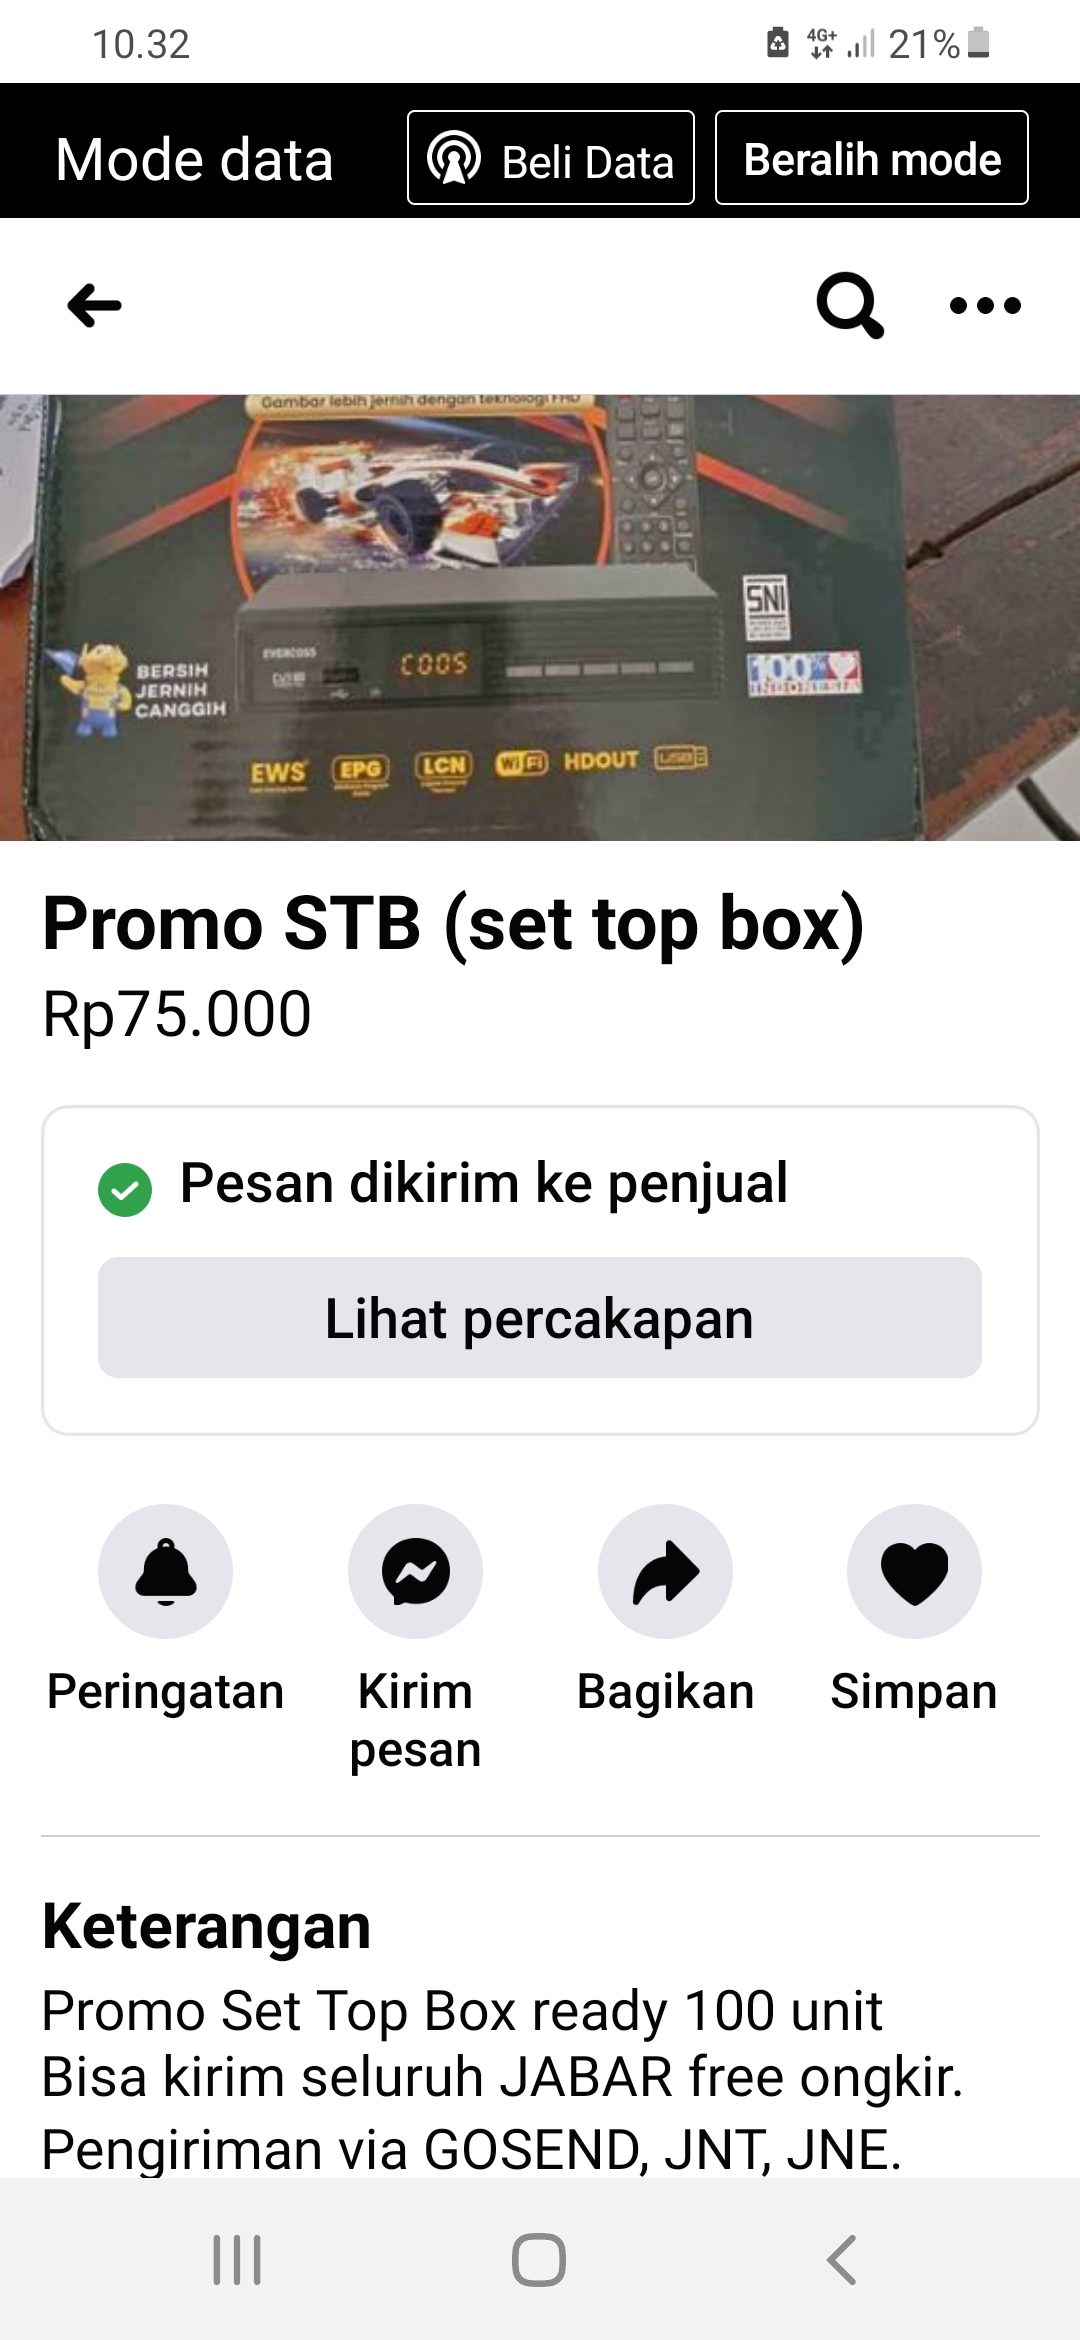 10.32
4G+
21%
Mode data
Beli Data
Beralih mode
Gambar lebih jernih dengan teknologi FHD
SNI
100%
INDONESIA
EVERCOSS
C005
BERSIH
JERNIH
CANGGIH
EWS
EPG
LCN
WiFi
HDOUT
USB
Promo STB (set top box)
Rp75.000
Pesan dikirim ke penjual
Lihat percakapan
Peringatan
Kirim
pesan
Bagikan
Simpan
Keterangan
Promo Set Top Box ready 100 unit
Bisa kirim seluruh JABAR free ongkir.
Pengiriman via GOSEND, JNT, JNE.